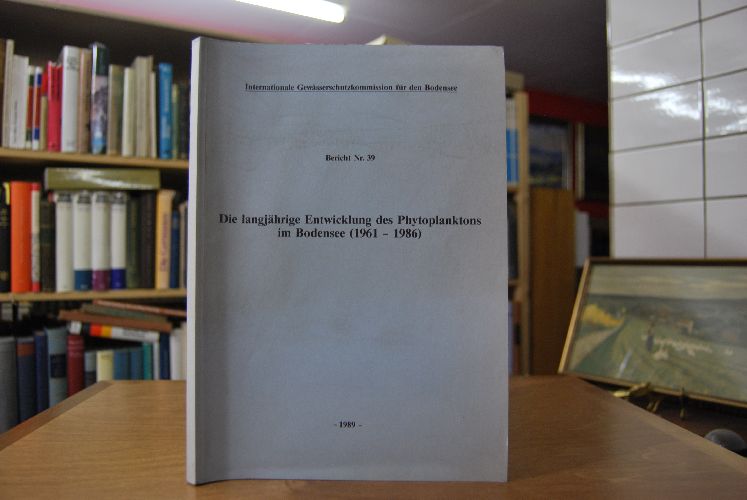 Internationale Gewässerschutzkommission für den Bodensee
Bericht Nr. 39
Die langjährige Entwicklung des Phytoplanktons
im Bodensee (1961 – 1986)
- 1989 -